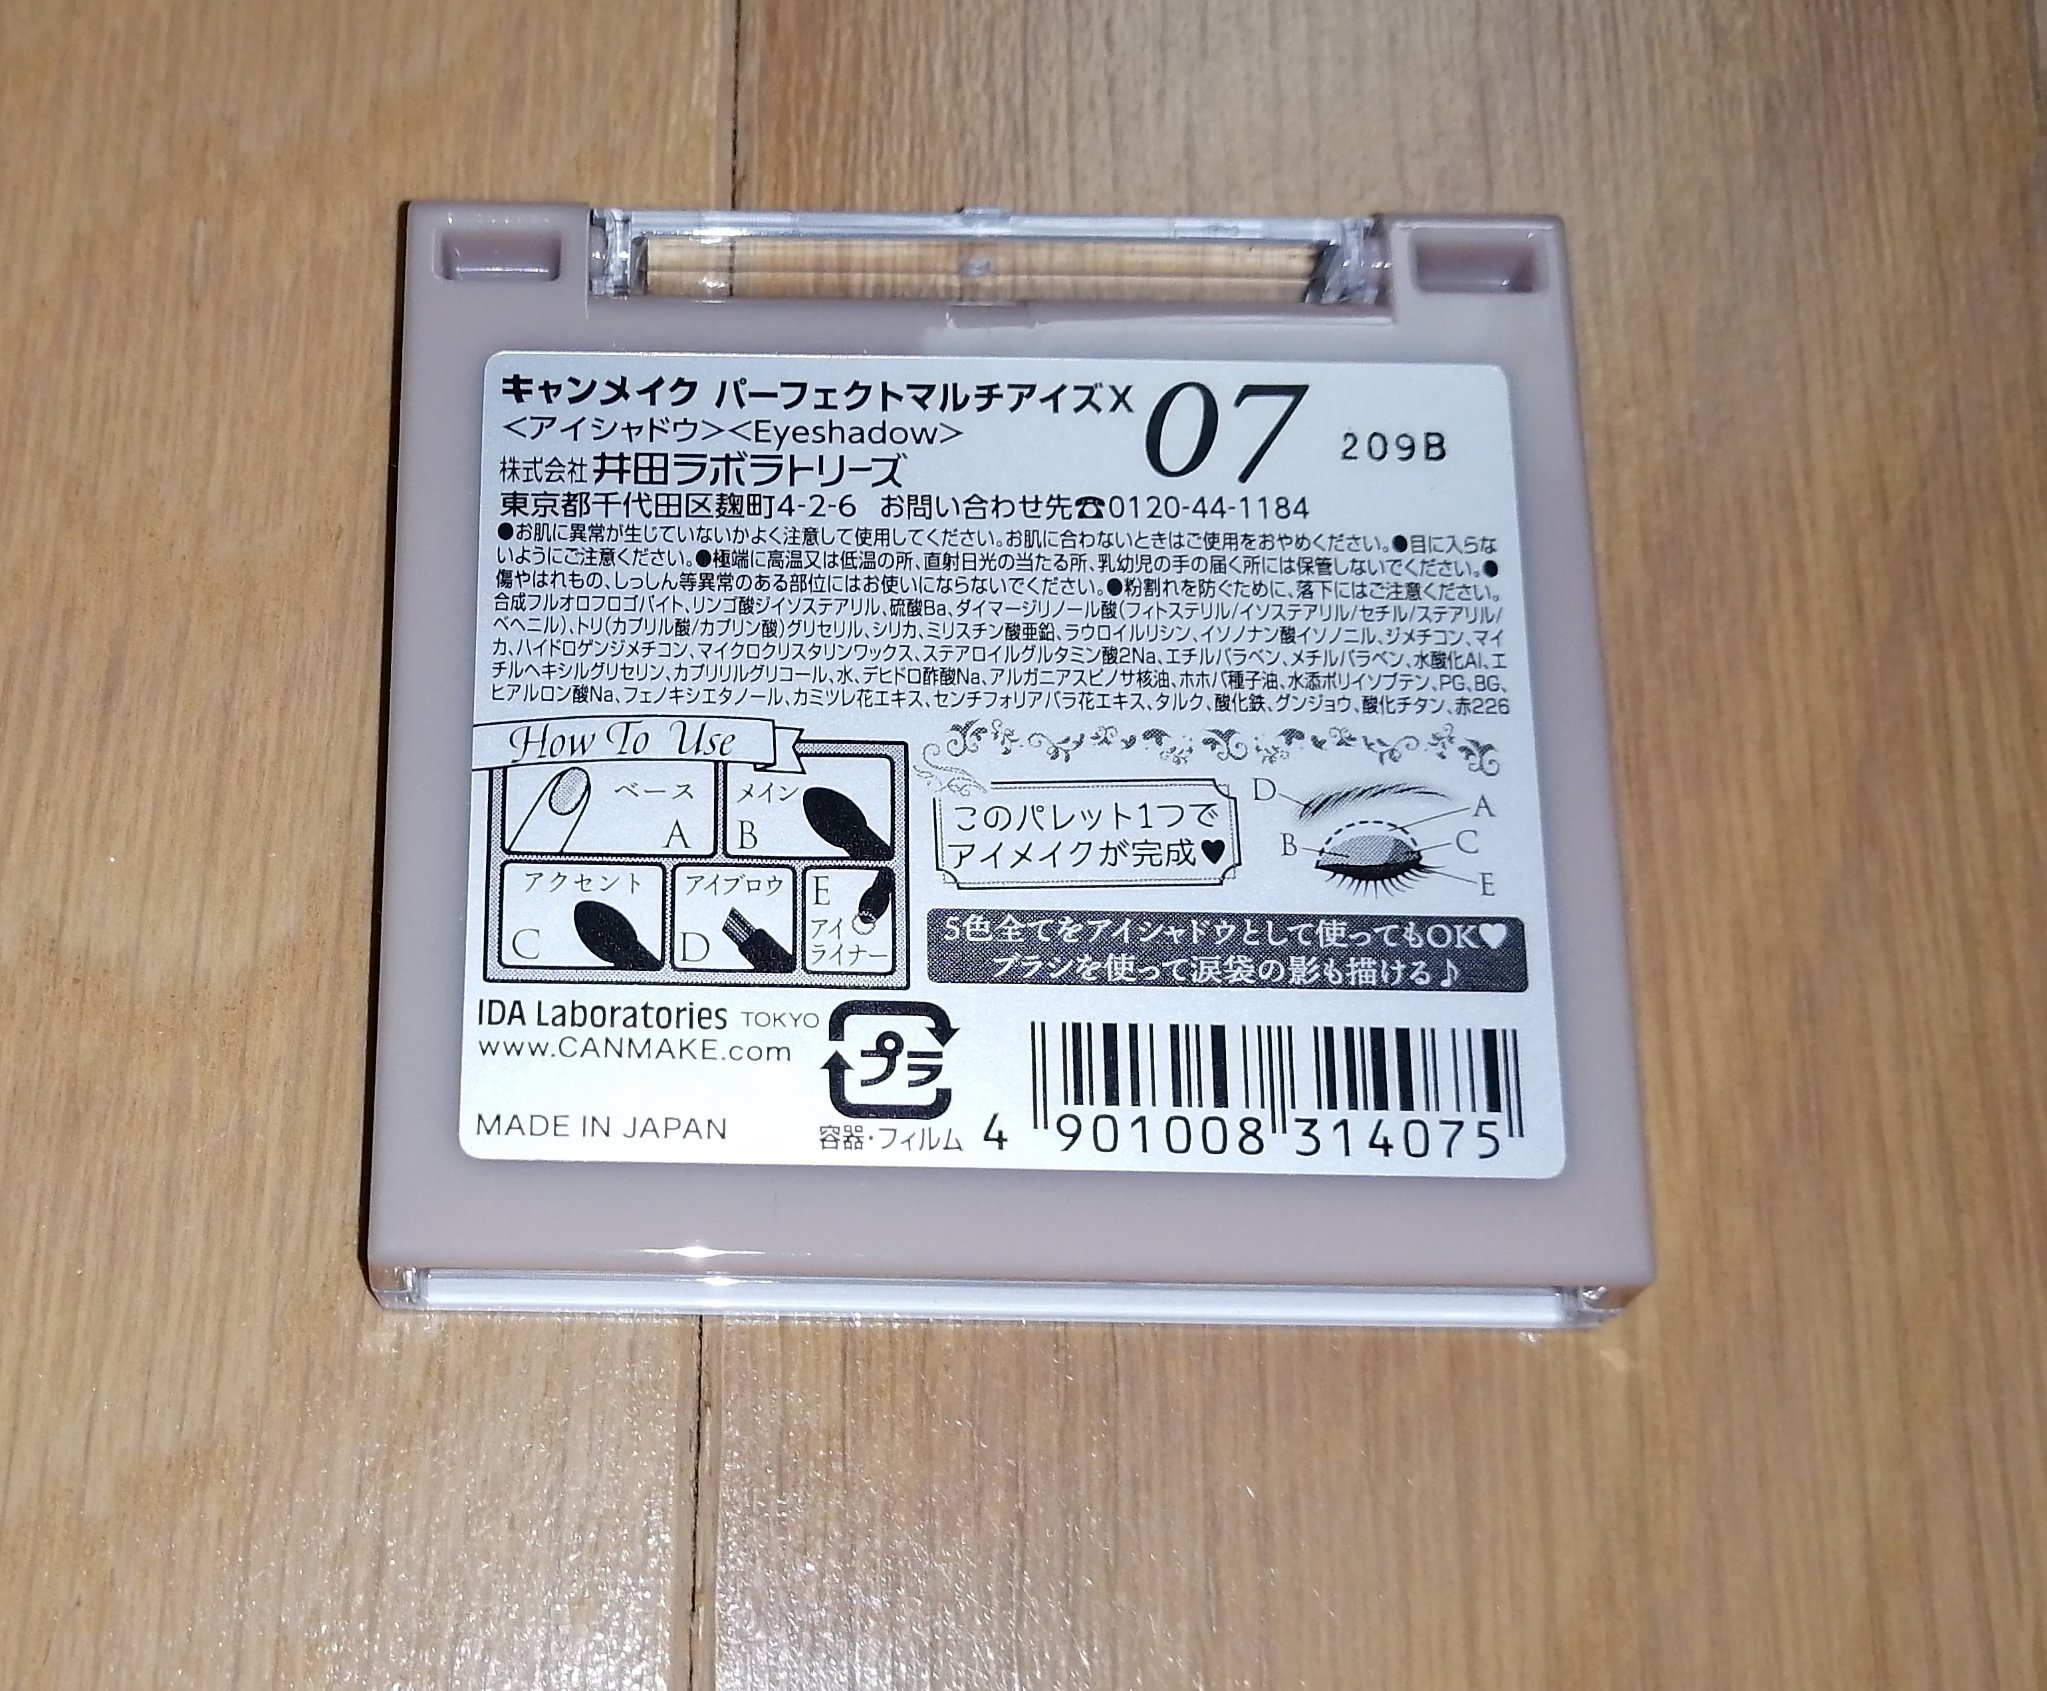 キャンメイク パーフェクトマルチアイズX 07
209B
<アイシャドウ><Eyeshadow>
株式会社 井田ラボラトリーズ
東京都千代田区麹町4-2-6 お問い合わせ先☎0120-44-1184
●お肌に異常が生じていないかよく注意して使用してください。お肌に合わないときはご使用をおやめください。●目に入らな
いようにご注意ください。●極端に高温又は低温の所、直射日光の当たる所、乳幼児の手の届く所には保管しないでください。●
傷やはれもの、しっしん等異常のある部位にはお使いにならないでください。●粉割れを防ぐために、落下にはご注意ください。
合成フルオロフロゴパイト、リンゴ酸ジイソステアリル、硫酸Ba、ダイマージリノール酸(フィトステリル/イソステアリル/セチル/ステアリル/
ベヘニル)、トリ(カプリル酸/カプリン酸)グリセリル、シリカ、ミリスチン酸亜鉛、ラウロイルリシン、イソノナン酸イソノニル、ジメチコン、マイ
カ、ハイドロゲンジメチコン、マイクロクリスタリンワックス、ステアロイルグルタミン酸2Na、エチルパラベン、メチルパラベン、水酸化Al、エ
チルヘキシルグリセリン、カプリリルグリコール、水、デヒドロ酢酸Na、アルガニアスピノサ核油、ホホバ種子油、水添ポリイソブテン、PG、BG、
ヒアルロン酸Na、フェノキシエタノール、カミツレ花エキス、センチフォリアバラ花エキス、タルク、酸化鉄、グンジョウ、酸化チタン、赤226
How To Use
ベース
A
メイン
B
アクセント
C
アイブロウ
D
E
アイ
ライナー
このパレット1つで
アイメイクが完成♥
D
A
B
C
E
5色全てをアイシャドウとして使ってもOK♥
ブラシを使って涙袋の影も描ける♪
IDA Laboratories TOKYO
www.CANMAKE.com
MADE IN JAPAN
プラ
容器・フィルム
4 901008 314075